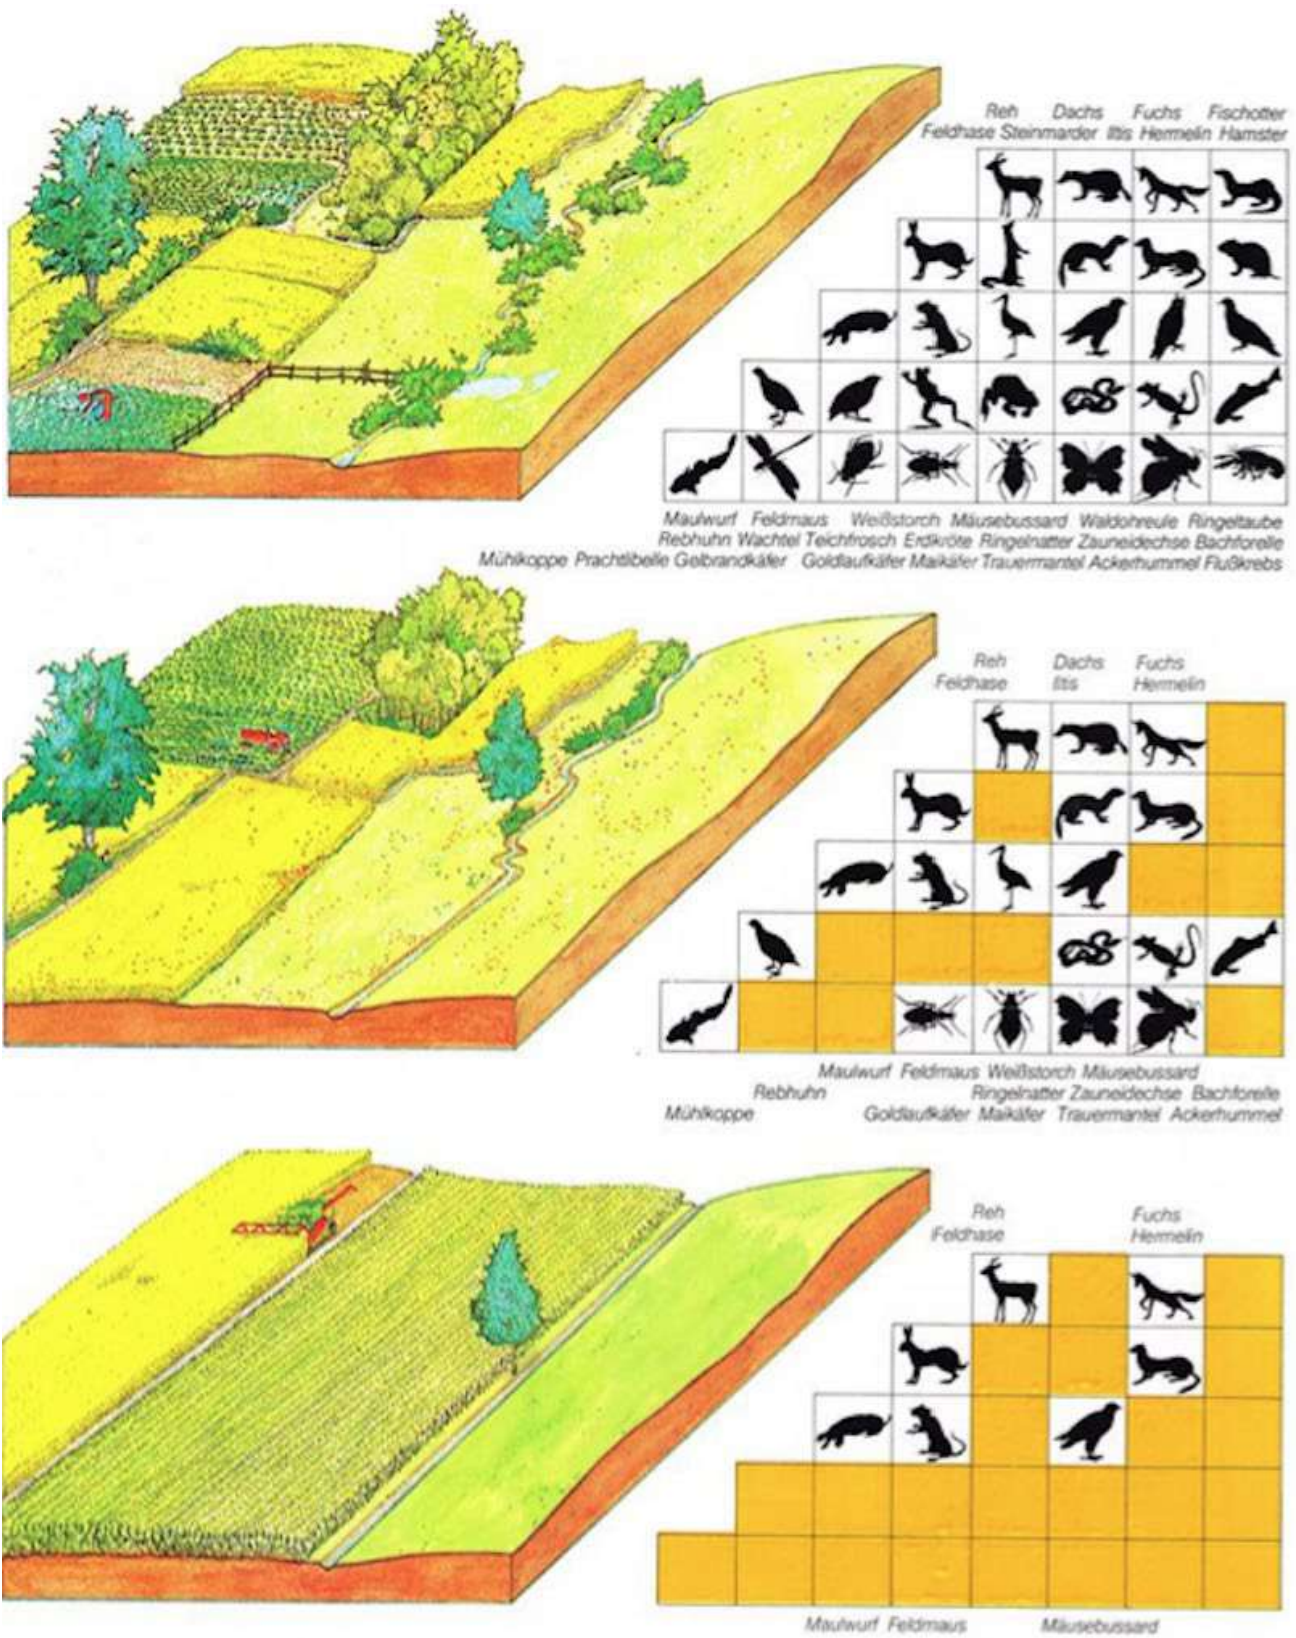 Reh Dachs Fuchs Fischotter
Feldhase Steinmarder Iltis Hermelin Hamster
Maulwurf Feldmaus Weißstorch Mäusebussard Waldohreule Ringeltaube
Rebhuhn Wachtel Teichfrosch Erdkröte Ringelnatter Zauneidechse Bachforelle
Mühlkoppe Prachtlibelle Gelbrandkäfer Goldlaufkäfer Maikäfer Trauermantel Ackerhummel Flußkrebs
Reh Dachs Fuchs
Feldhase Iltis Hermelin
Maulwurf Feldmaus Weißstorch Mäusebussard
Rebhuhn Ringelnatter Zauneidechse Bachforelle
Mühlkoppe Goldlaufkäfer Maikäfer Trauermantel Ackerhummel
Reh Fuchs
Feldhase Hermelin
Maulwurf Feldmaus Mäusebussard